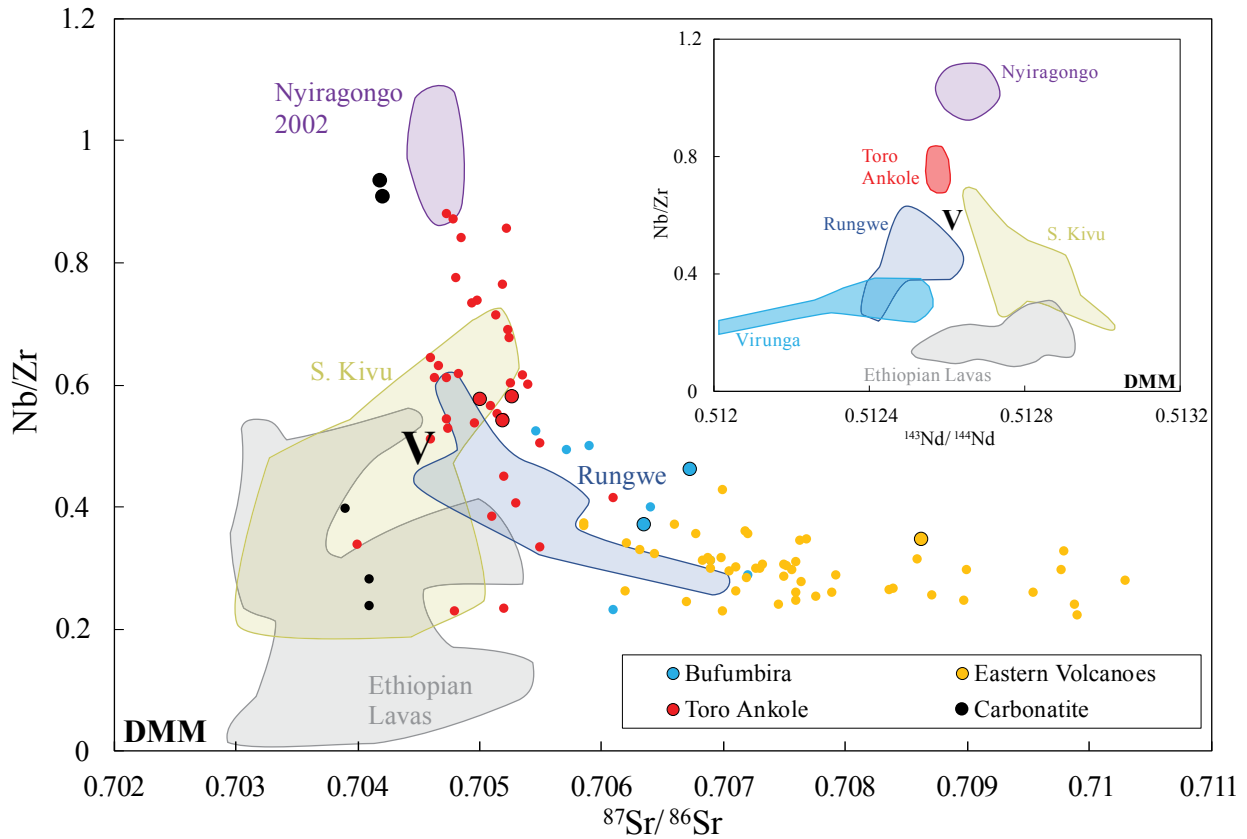 1.2
1
0.8
0.6
0.4
0.2
0
Nb/Zr
Nyiragongo
2002
S. Kivu
V
Rungwe
Ethiopian
Lavas
DMM
Bufumbira
Eastern Volcanoes
Toro Ankole
Carbonatite
0.702
0.703
0.704
0.705
0.706
0.707
0.708
0.709
0.71
0.711
87Sr/ 86Sr
1.2
0.8
0.4
0
Nb/Zr
Nyiragongo
Toro
Ankole
Rungwe
V
S. Kivu
Virunga
Ethiopian Lavas
DMM
0.512
0.5124
0.5128
0.5132
143Nd/ 144Nd